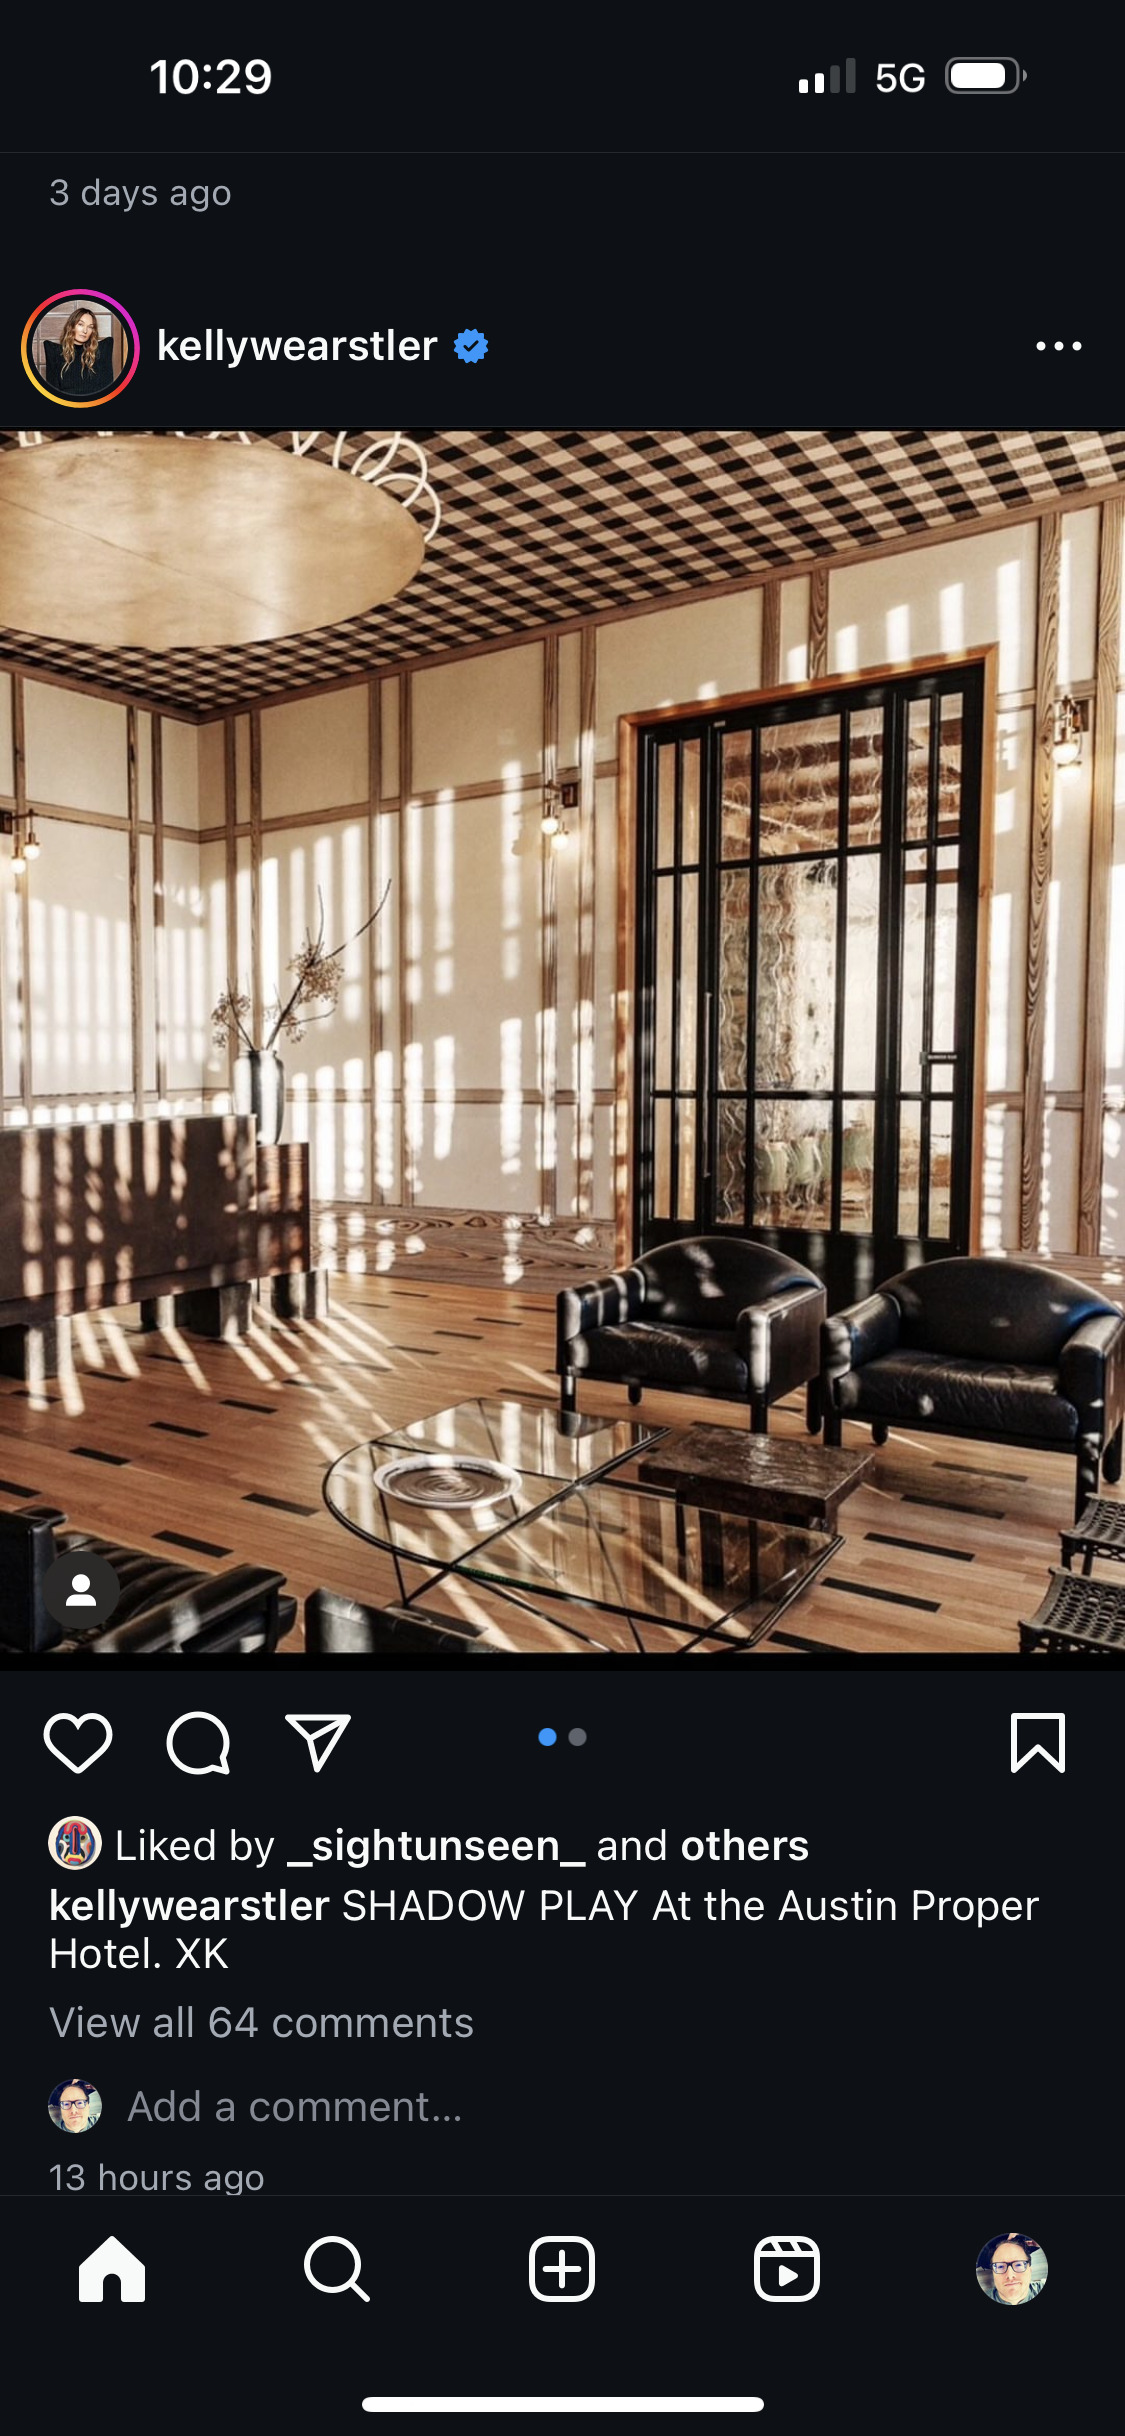 10:29
5G
3 days ago
kellywearstler
Liked by _sightunseen_ and others
kellywearstler SHADOW PLAY At the Austin Proper
Hotel. XK
View all 64 comments
Add a comment...
13 hours ago